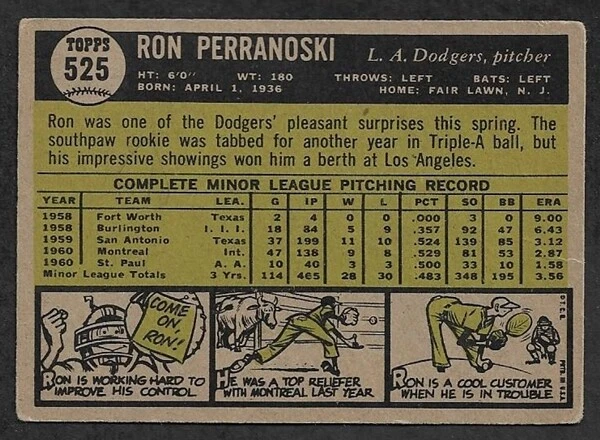 TOPPS
525
RON PERRANOSKI
L. A. Dodgers, pitcher
HT: 6'0" WT: 180 THROWS: LEFT BATS: LEFT
BORN: APRIL 1, 1936 HOME: FAIR LAWN, N. J.
Ron was one of the Dodgers' pleasant surprises this spring. The
southpaw rookie was tabbed for another year in Triple-A ball, but
his impressive showings won him a berth at Los Angeles.
COMPLETE MINOR LEAGUE PITCHING RECORD
YEAR TEAM LEA. G IP W L PCT SO BB ERA
1958 Fort Worth Texas 2 4 0 0 .000 3 0 9.00
1958 Burlington I. I. I. 18 84 5 9 .357 92 47 6.43
1959 San Antonio Texas 37 199 11 10 .524 139 85 3.12
1960 Montreal Int. 47 138 9 8 .529 81 53 2.87
1960 St. Paul A. A. 10 40 3 3 .500 33 10 1.58
Minor League Totals 3 Yrs. 114 465 28 30 .483 348 195 3.56
COME
ON,
RON!
RON IS WORKING HARD TO
IMPROVE HIS CONTROL
HE WAS A TOP RELIEFER
WITH MONTREAL LAST YEAR
RON IS A COOL CUSTOMER
WHEN HE IS IN TROUBLE
©T.C.G.
PRTD. IN U.S.A.